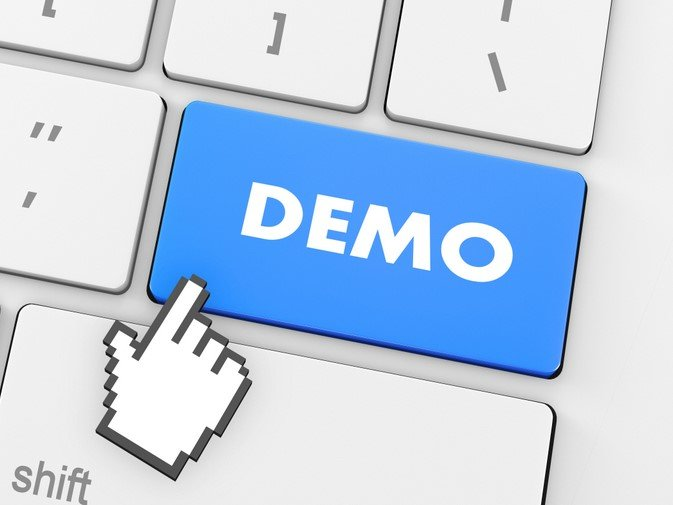 [ ]
| \
" '
DEMO
shift